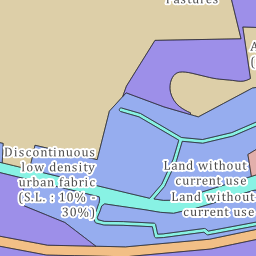 Pastures
A
(
Discontinuous
low density
urban fabric
(S.L. : 10% -
30%)
Land without
current use
Land without
current use